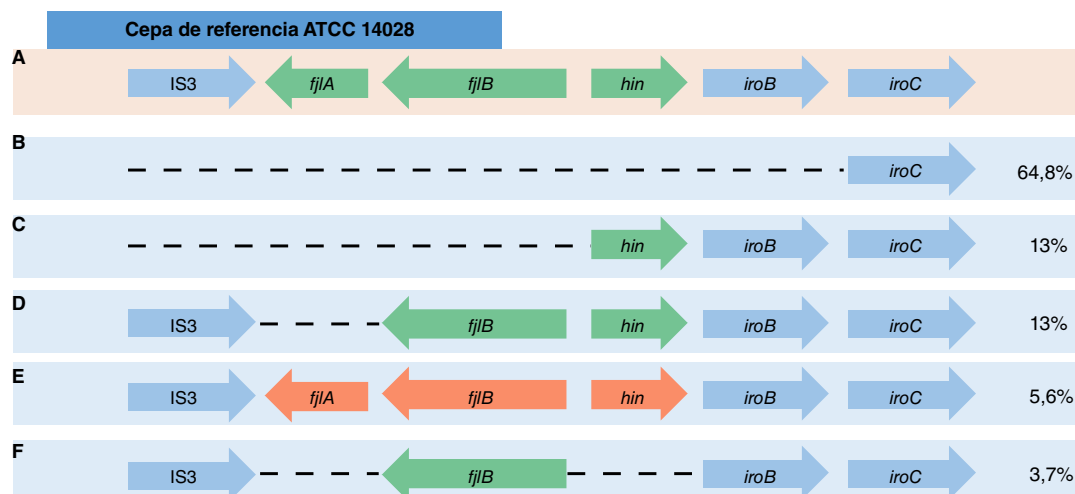 Cepa de referencia ATCC 14028
A
IS3 fjlA fjlB hin iroB iroC
B
iroC 64,8%
C
hin iroB iroC 13%
D
IS3 fjlB hin iroB iroC 13%
E
IS3 fjlA fjlB hin iroB iroC 5,6%
F
IS3 fjlB iroB iroC 3,7%